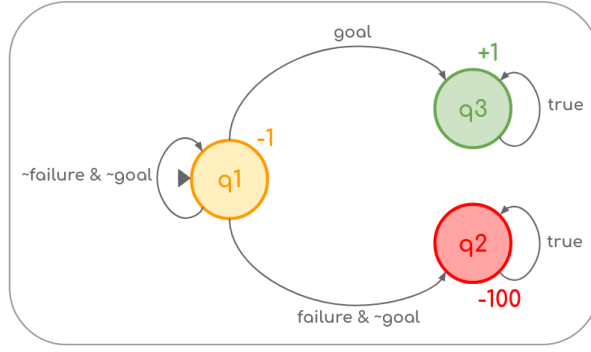 goal
+1
q3
true
-1
~failure & ~goal
q1
q2
true
-100
failure & ~goal